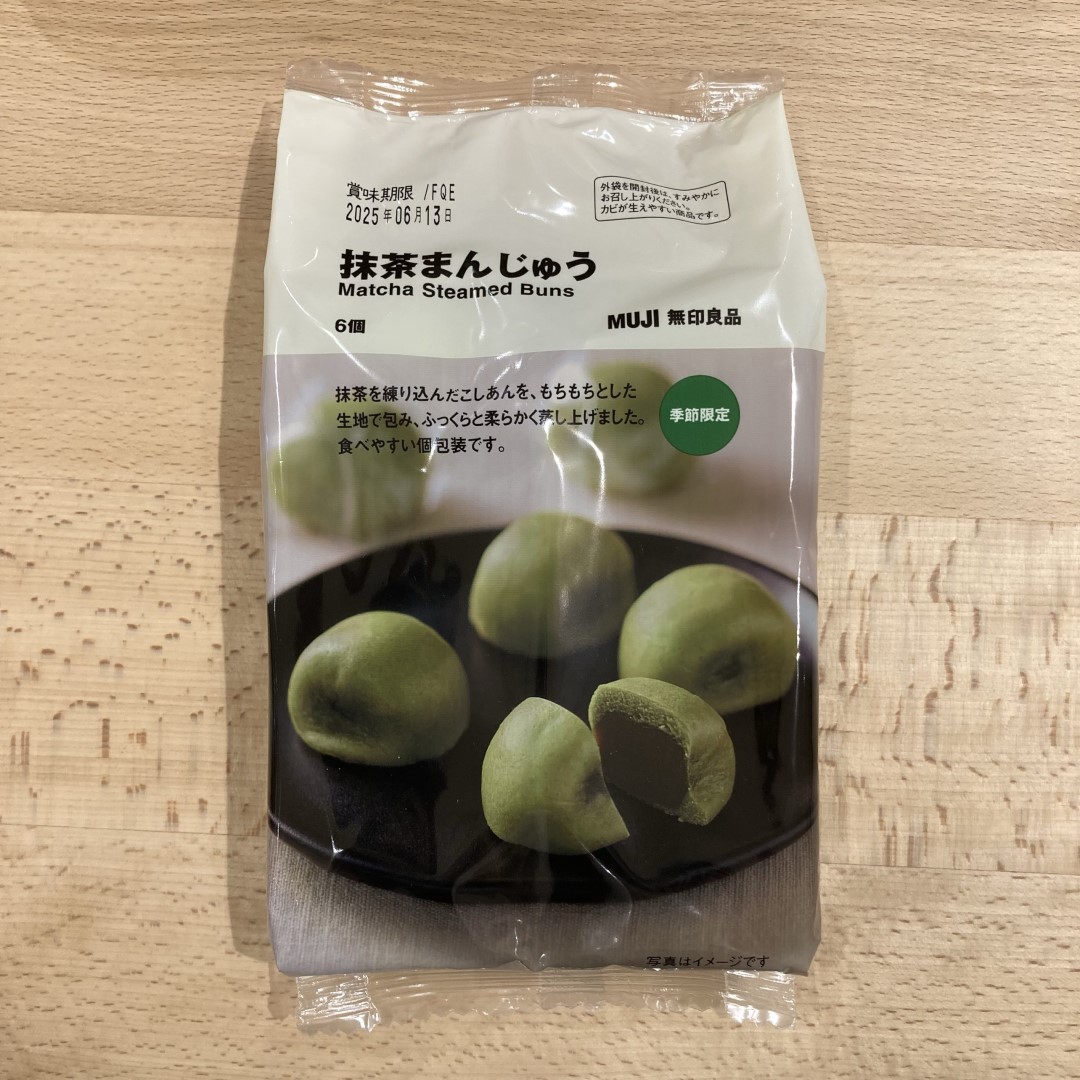 賞味期限 /FQE
2025年06月13日
外袋を開封後は、すみやかに
お召し上がりください。
カビが生えやすい商品です。
抹茶まんじゅう
Matcha Steamed Buns
6個
MUJI 無印良品
抹茶を練り込んだこしあんを、もちもちとした
生地で包み、ふっくらと柔らかく蒸し上げました。
食べやすい個包装です。
季節限定
写真はイメージです